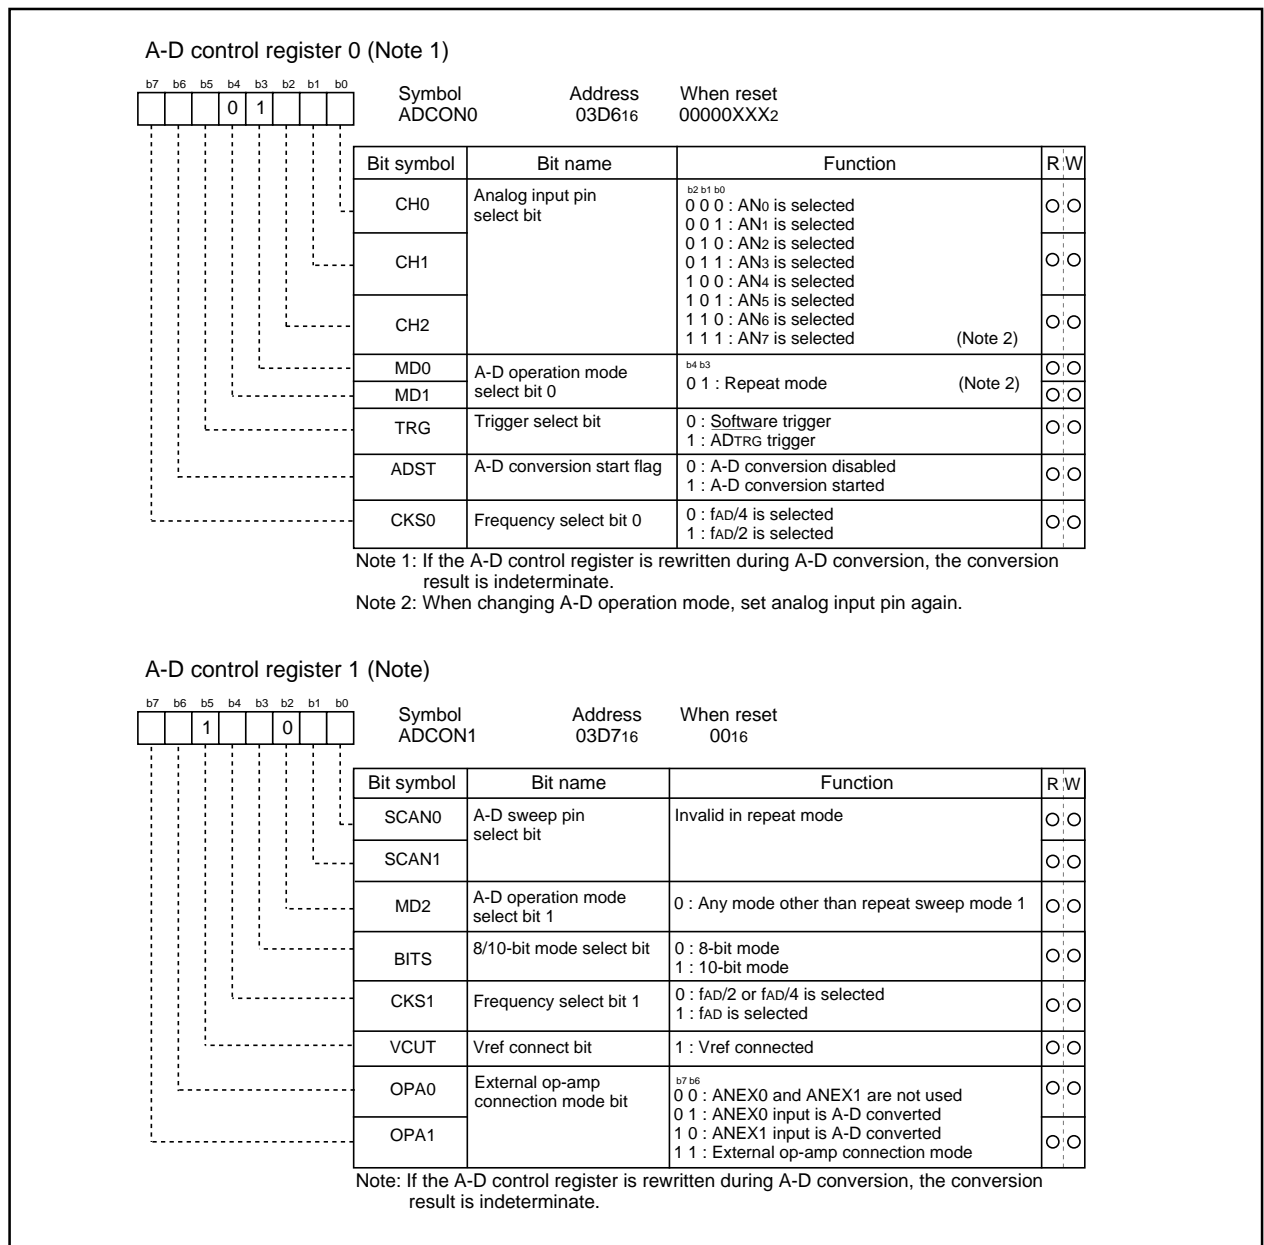 A-D control register 0 (Note 1)
b7 b6 b5 b4 b3 b2 b1 b0
0 1
Symbol Address When reset
ADCON0 03D616 00000XXX2
Bit symbol Bit name Function R W
CH0 Analog input pin
select bit
b2 b1 b0
0 0 0 : AN0 is selected
0 0 1 : AN1 is selected
0 1 0 : AN2 is selected
CH1 0 1 1 : AN3 is selected
1 0 0 : AN4 is selected
1 0 1 : AN5 is selected
CH2 1 1 0 : AN6 is selected
1 1 1 : AN7 is selected (Note 2)
MD0 A-D operation mode
select bit 0
b4 b3
MD1 0 1 : Repeat mode (Note 2)
TRG Trigger select bit 0 : Software trigger
1 : ADTRG trigger
ADST A-D conversion start flag 0 : A-D conversion disabled
1 : A-D conversion started
CKS0 Frequency select bit 0 0 : fAD/4 is selected
1 : fAD/2 is selected
Note 1: If the A-D control register is rewritten during A-D conversion, the conversion
result is indeterminate.
Note 2: When changing A-D operation mode, set analog input pin again.
A-D control register 1 (Note)
b7 b6 b5 b4 b3 b2 b1 b0
1 0
Symbol Address When reset
ADCON1 03D716 0016
Bit symbol Bit name Function R W
SCAN0 A-D sweep pin
select bit
Invalid in repeat mode
SCAN1
MD2 A-D operation mode
select bit 1
0 : Any mode other than repeat sweep mode 1
BITS 8/10-bit mode select bit 0 : 8-bit mode
1 : 10-bit mode
CKS1 Frequency select bit 1 0 : fAD/2 or fAD/4 is selected
1 : fAD is selected
VCUT Vref connect bit 1 : Vref connected
OPA0 External op-amp
connection mode bit
b7 b6
0 0 : ANEX0 and ANEX1 are not used
0 1 : ANEX0 input is A-D converted
OPA1 1 0 : ANEX1 input is A-D converted
1 1 : External op-amp connection mode
Note: If the A-D control register is rewritten during A-D conversion, the conversion
result is indeterminate.